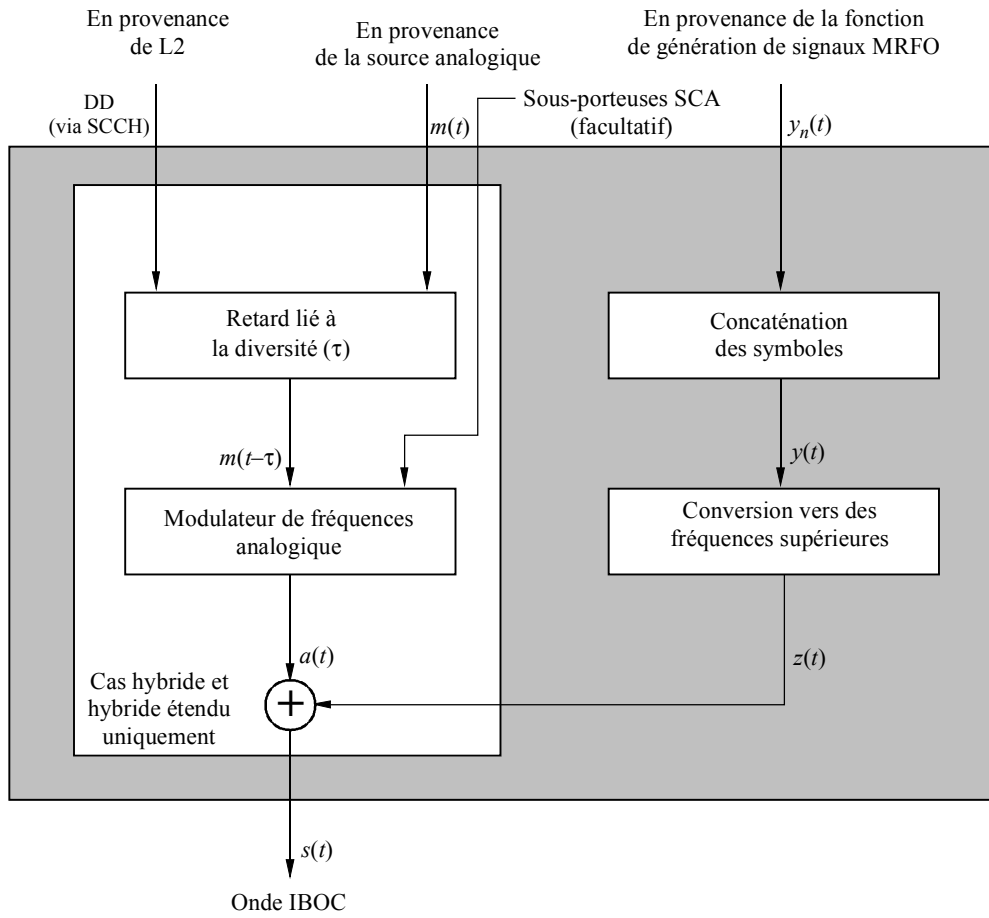 En provenance
de L2
En provenance
de la source analogique
En provenance de la fonction
de génération de signaux MRFO
DD
(via SCCH)
m(t)
Sous-porteuses SCA
(facultatif)
yn(t)
Retard lié à
la diversité (τ)
Concaténation
des symboles
m(t–τ)
y(t)
Modulateur de fréquences
analogique
Conversion vers des
fréquences supérieures
a(t)
z(t)
Cas hybride et
hybride étendu
uniquement
+
s(t)
Onde IBOC